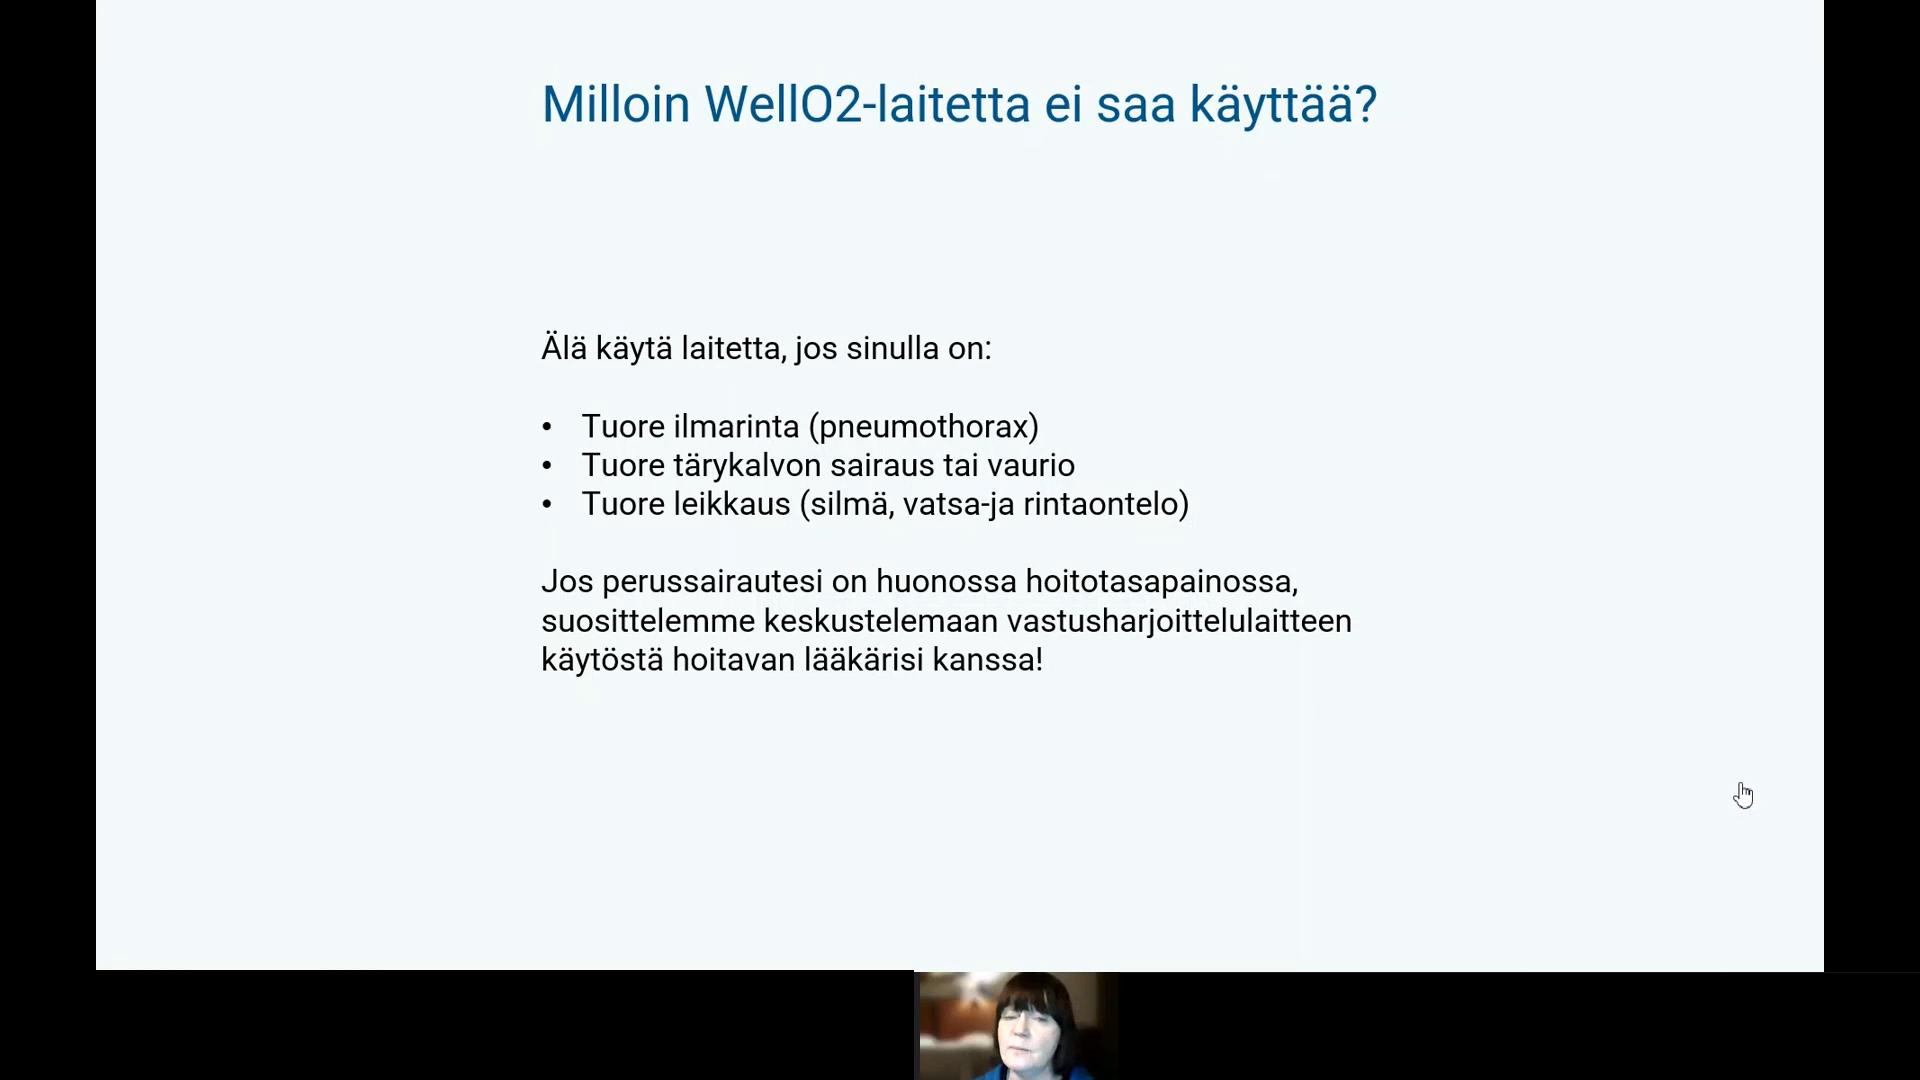 Milloin WellO2-laitetta ei saa käyttää?
Älä käytä laitetta, jos sinulla on:
• Tuore ilmarinta (pneumothorax)
• Tuore tärykalvon sairaus tai vaurio
• Tuore leikkaus (silmä, vatsa-ja rintaontelo)
Jos perussairautesi on huonossa hoitotasapainossa,
suosittelemme keskustelemaan vastusharjoittelulaitteen
käytöstä hoitavan lääkärisi kanssa!